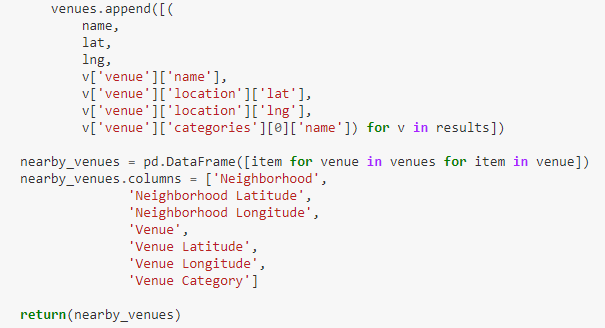 venues.append([(
name,
lat,
lng,
v['venue']['name'],
v['venue']['location']['lat'],
v['venue']['location']['lng'],
v['venue']['categories'][0]['name']) for v in results])
nearby_venues = pd.DataFrame([item for venue in venues for item in venue])
nearby_venues.columns = ['Neighborhood',
'Neighborhood Latitude',
'Neighborhood Longitude',
'Venue',
'Venue Latitude',
'Venue Longitude',
'Venue Category']
return(nearby_venues)